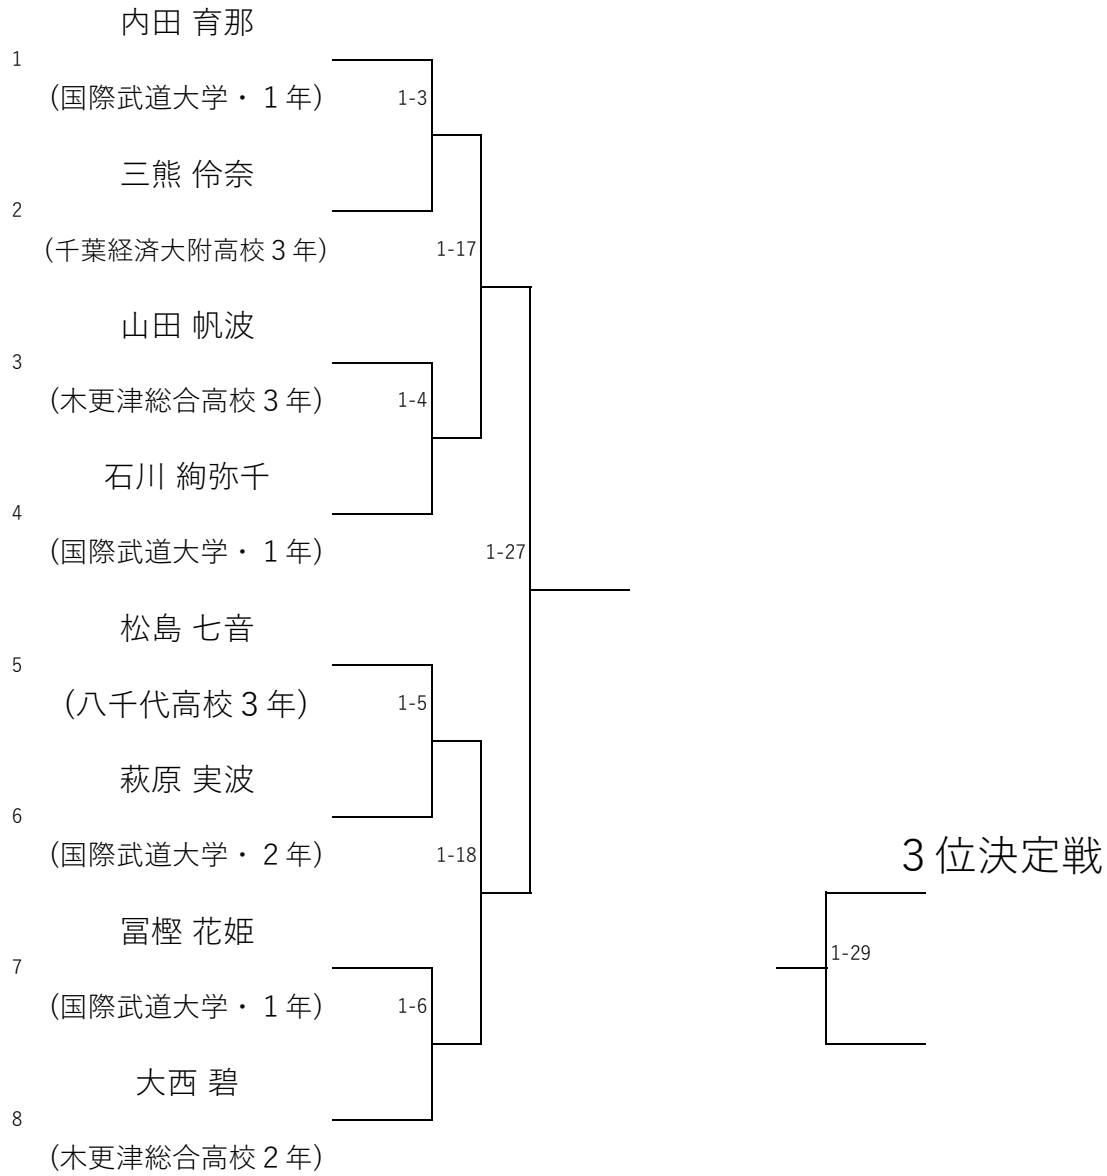 内田 育那
1
(国際武道大学・１年)
1-3
三熊 伶奈
2
(千葉経済大附高校３年)
1-17
山田 帆波
3
(木更津総合高校３年)
1-4
石川 絢弥千
4
(国際武道大学・１年)
1-27
松島 七音
5
(八千代高校３年)
1-5
萩原 実波
6
(国際武道大学・２年)
1-18
３位決定戦
冨樫 花姫
1-29
7
(国際武道大学・１年)
1-6
大西 碧
8
(木更津総合高校２年)